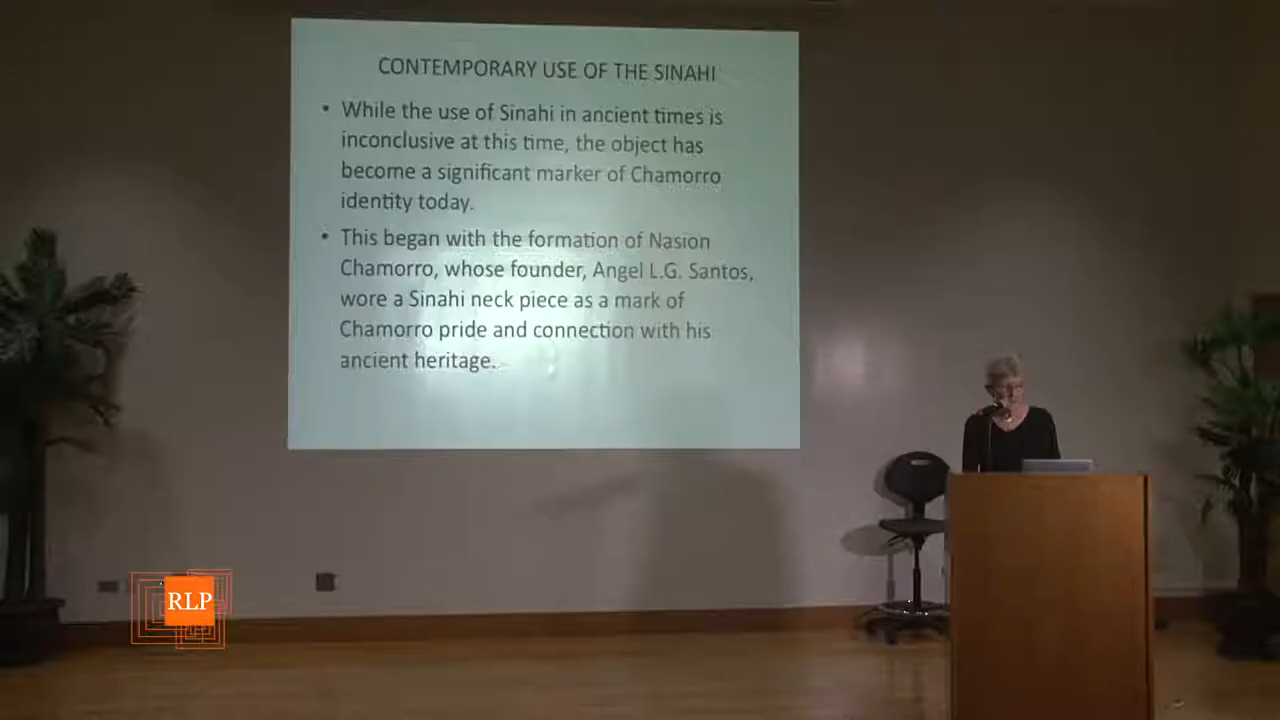 CONTEMPORARY USE OF THE SINAHI
• While the use of Sinahi in ancient times is
inconclusive at this time, the object has
become a significant marker of Chamorro
identity today.
• This began with the formation of Nasion
Chamorro, whose founder, Angel L.G. Santos,
wore a Sinahi neck piece as a mark of
Chamorro pride and connection with his
ancient heritage.
RLP